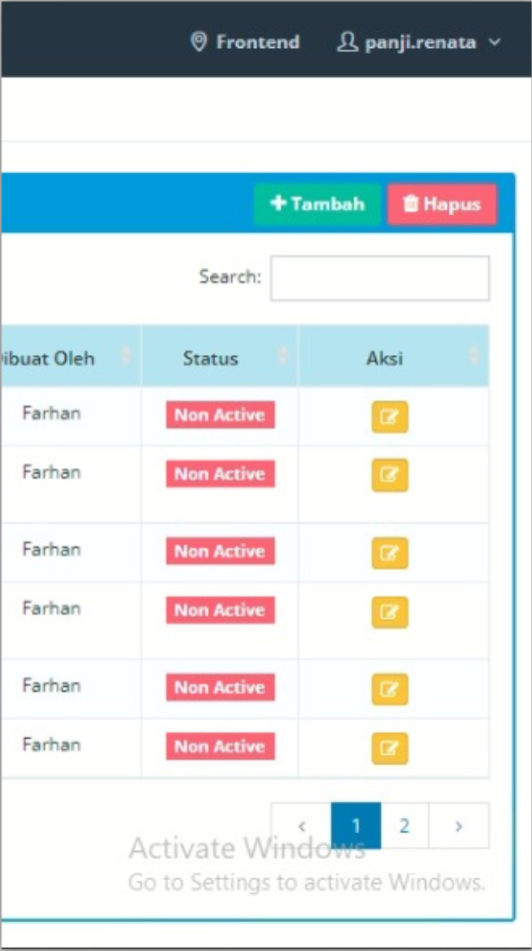 Frontend panji.renata
Tambah Hapus
Search:
ibuat Oleh Status Aksi
Farhan Non Active
Farhan Non Active
Farhan Non Active
Farhan Non Active
Farhan Non Active
Farhan Non Active
‹ 1 2 ›
Activate Windows
Go to Settings to activate Windows.